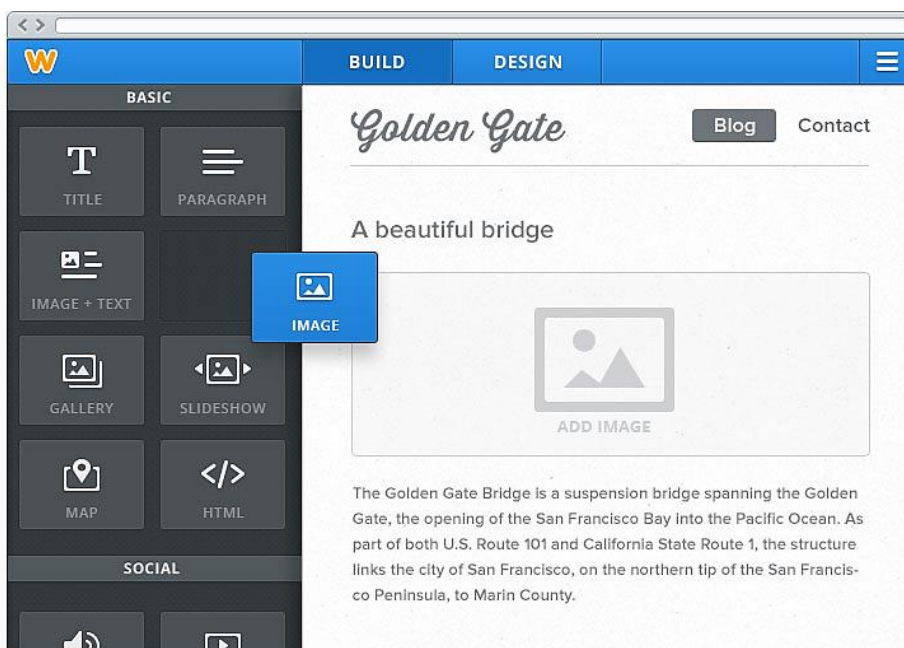 W
BUILD
DESIGN
BASIC
Golden Gate
Blog
Contact
T
TITLE
PARAGRAPH
A beautiful bridge
IMAGE + TEXT
IMAGE
GALLERY
SLIDESHOW
ADD IMAGE
</>
MAP
HTML
The Golden Gate Bridge is a suspension bridge spanning the Golden
Gate, the opening of the San Francisco Bay into the Pacific Ocean. As
part of both U.S. Route 101 and California State Route 1, the structure
links the city of San Francisco, on the northern tip of the San Francis-
co Peninsula, to Marin County.
SOCIAL